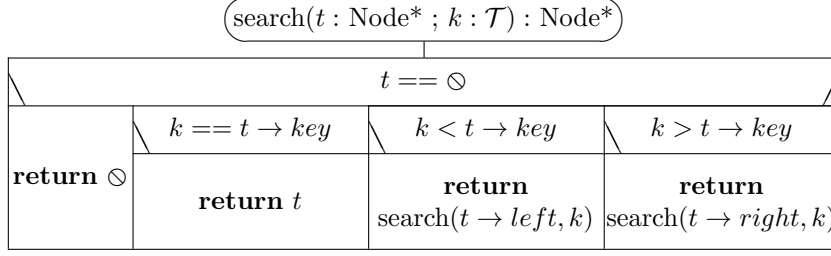 search(t : Node* ; k : 𝒯) : Node*
t == ⊘
k == t → key
k < t → key
k > t → key
return ⊘
return t
return
search(t → left, k)
return
search(t → right, k)